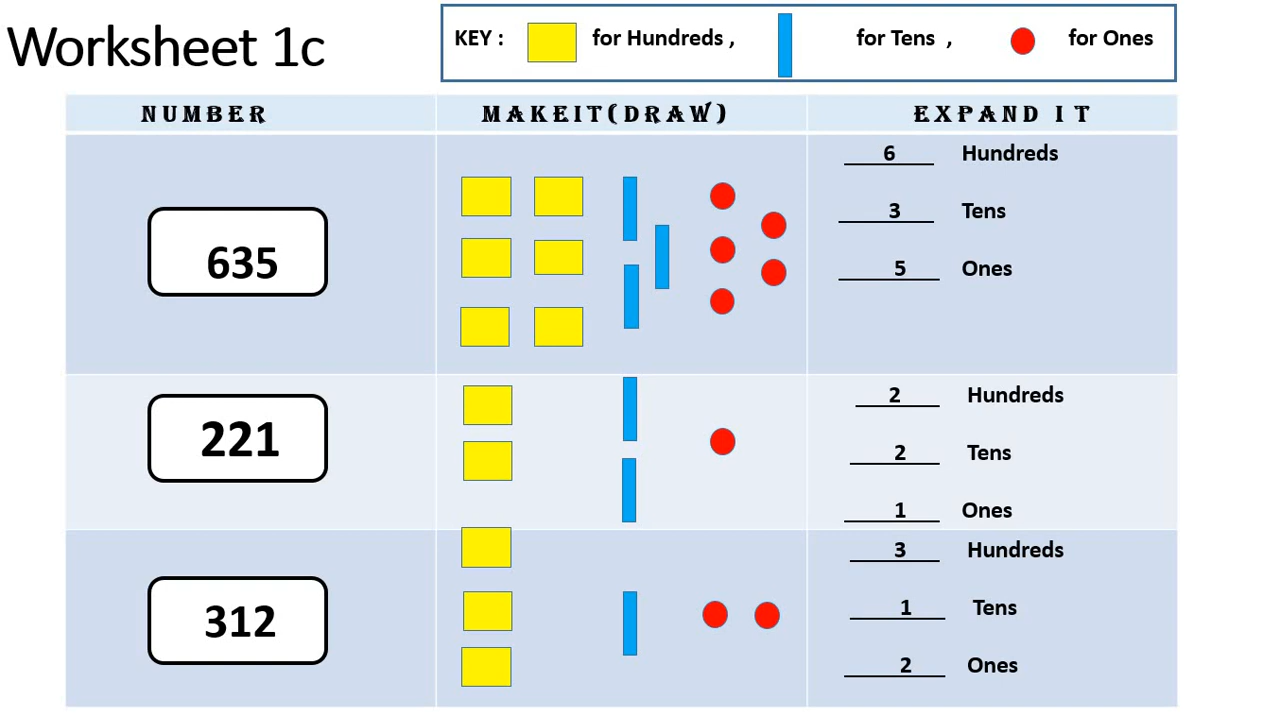 Worksheet 1c
KEY : for Hundreds , for Tens , for Ones
NUMBER MAKEIT(DRAW) EXPAND IT
635
6 Hundreds
3 Tens
5 Ones
221
2 Hundreds
2 Tens
1 Ones
312
3 Hundreds
1 Tens
2 Ones